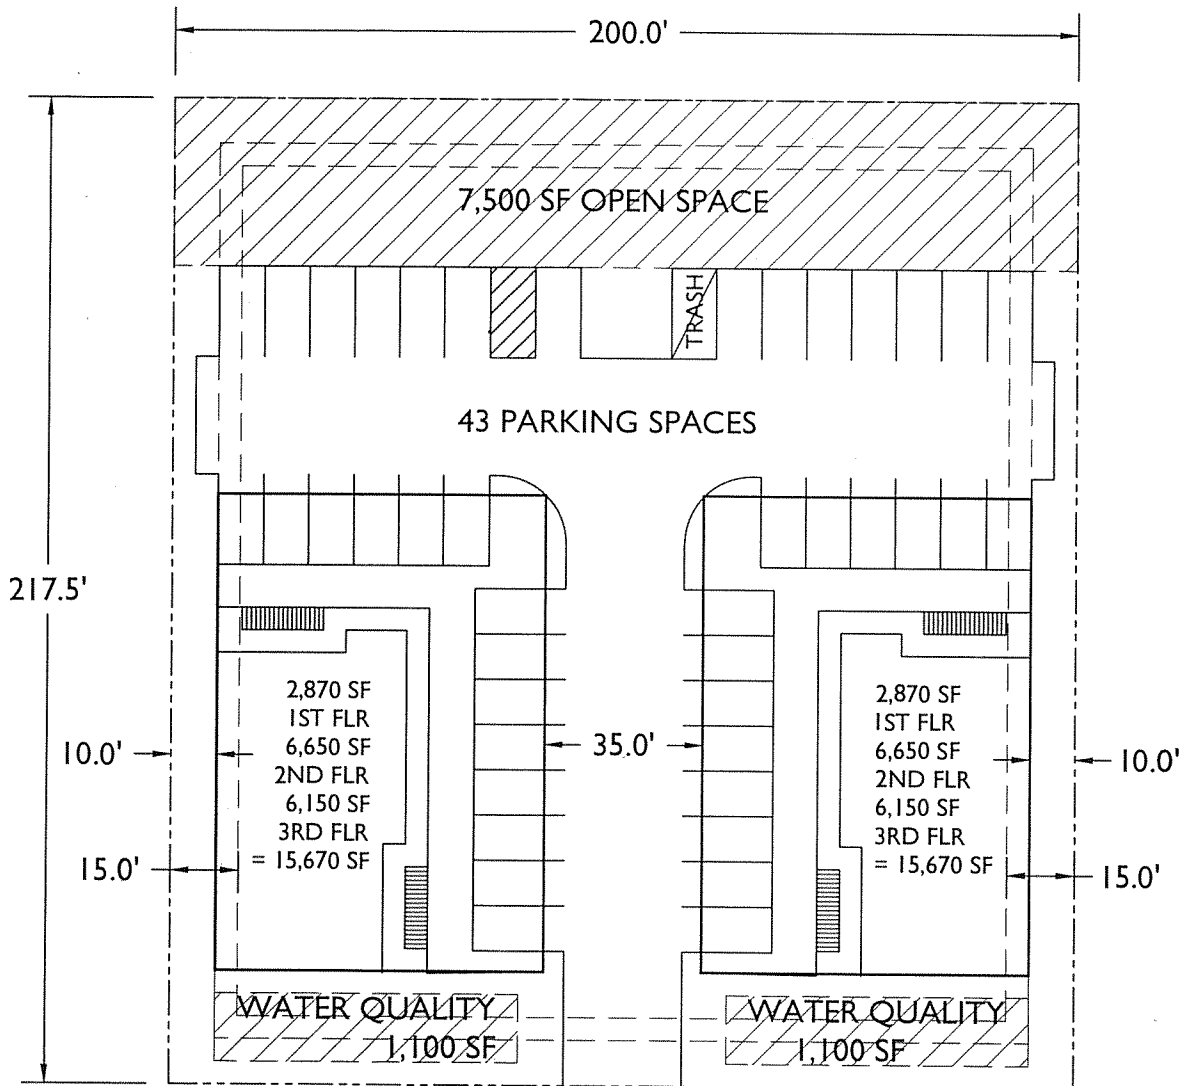 200.0'
7,500 SF OPEN SPACE
TRASH
43 PARKING SPACES
217.5'
2,870 SF
1ST FLR
6,650 SF
2ND FLR
6,150 SF
3RD FLR
= 15,670 SF
2,870 SF
1ST FLR
6,650 SF
2ND FLR
6,150 SF
3RD FLR
= 15,670 SF
10.0'
35.0'
10.0'
15.0'
15.0'
WATER QUALITY
1,100 SF
WATER QUALITY
1,100 SF